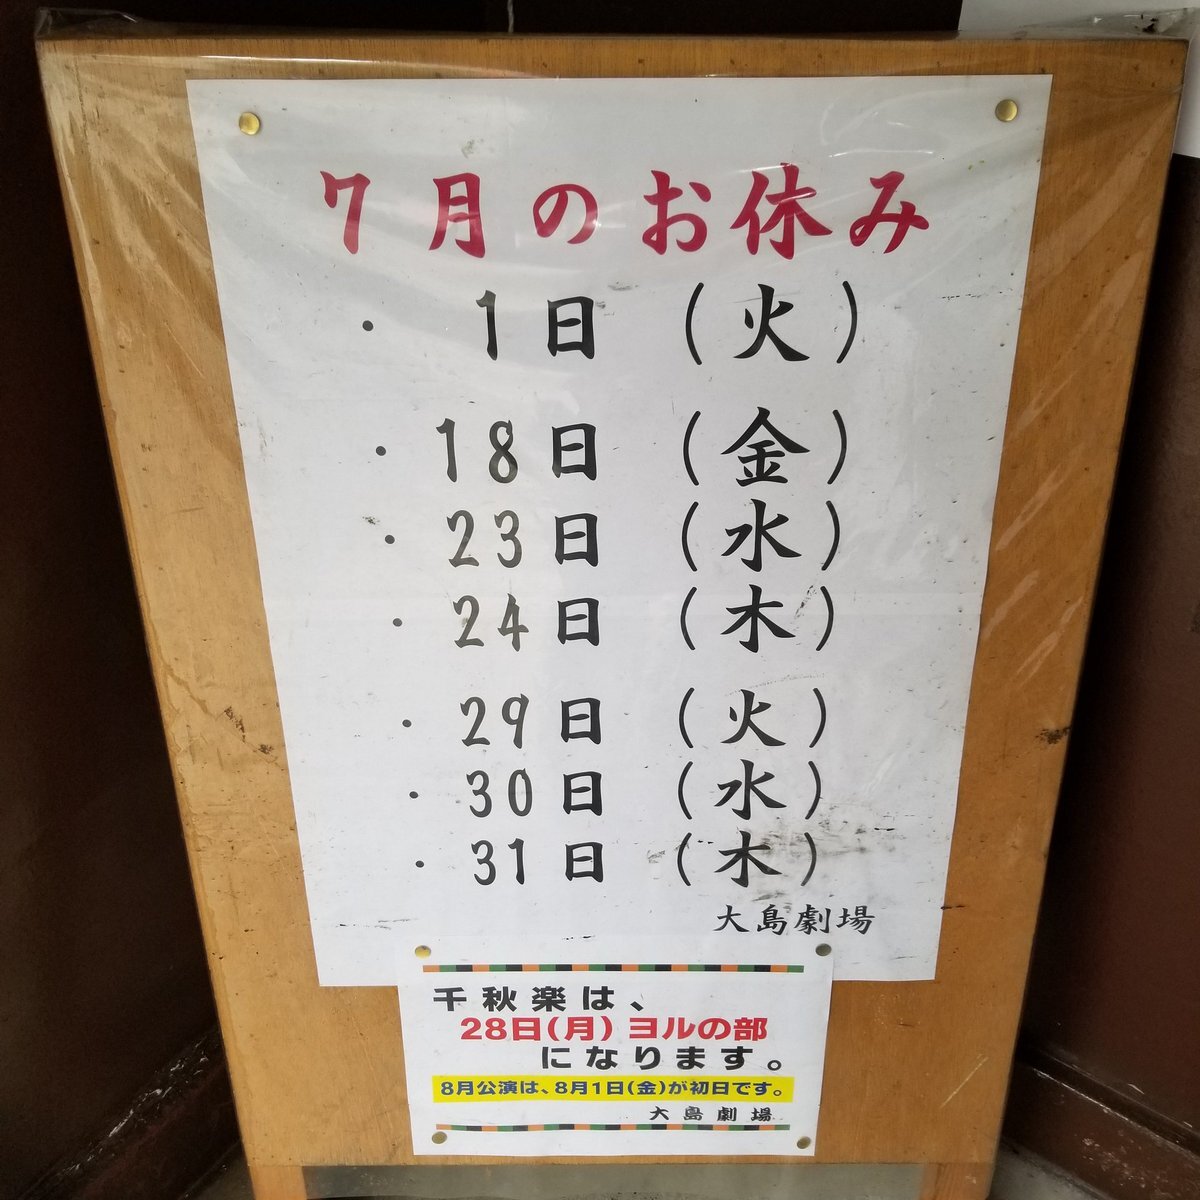 7月のお休み
・ 1日 (火)
・ 18日 (金)
・ 23日 (水)
・ 24日 (木)
・ 29日 (火)
・ 30日 (水)
・ 31日 (木)
大島劇場
千秋楽は、
28日(月) ヨルの部
になります。
8月公演は、8月1日(金)が初日です。
大島劇場